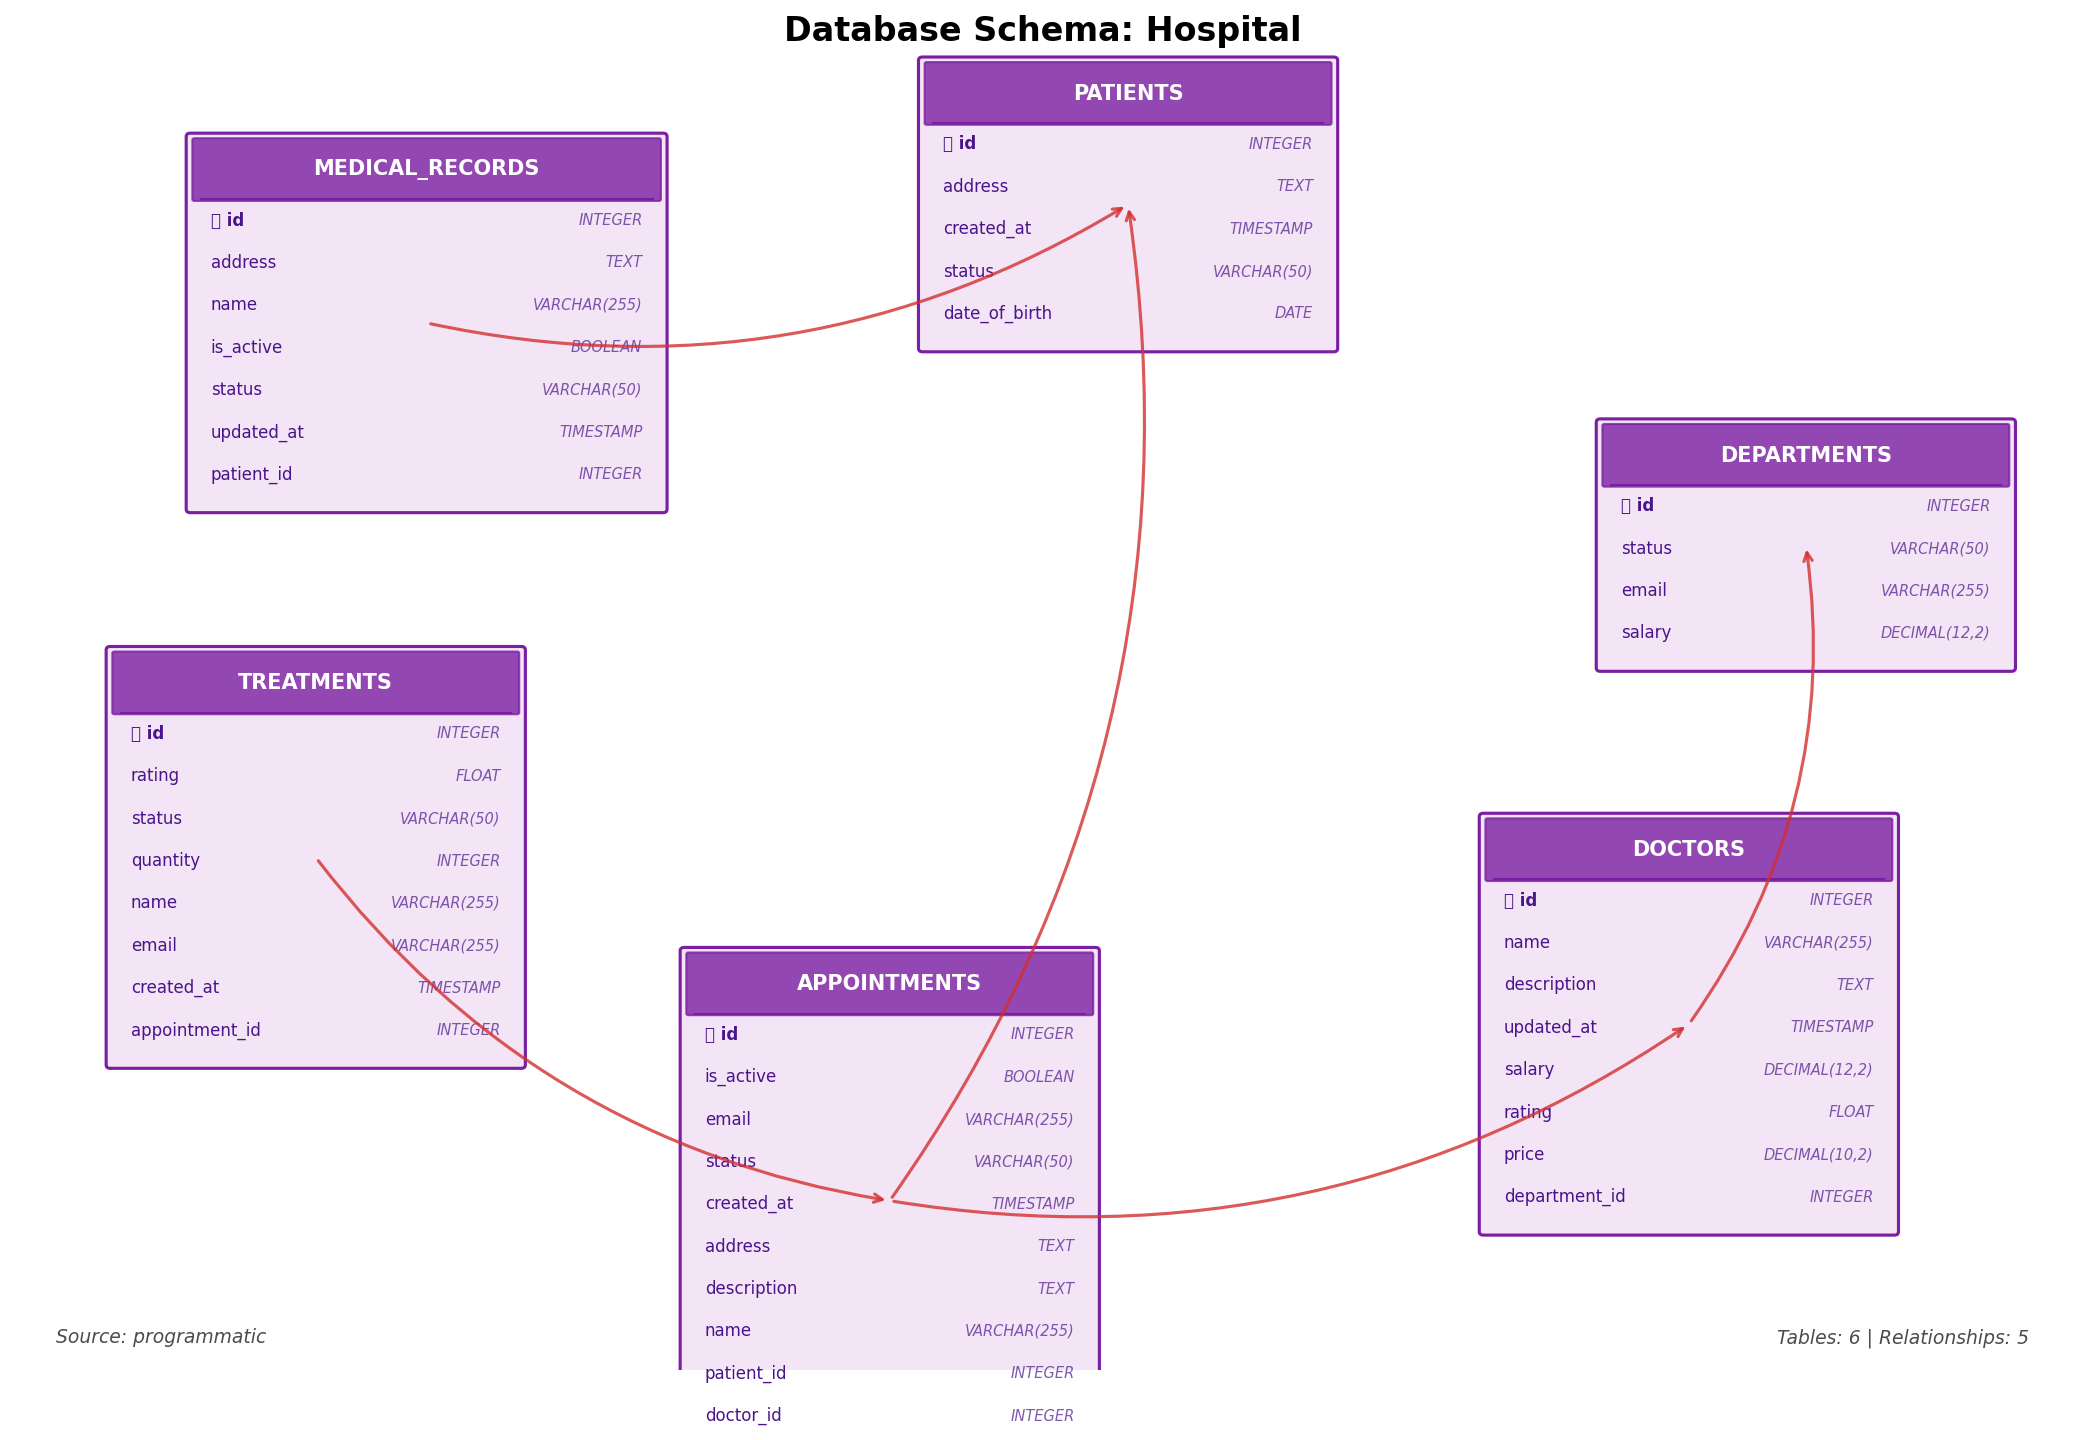 Database Schema: Hospital
PATIENTS
id INTEGER
address TEXT
created_at TIMESTAMP
status VARCHAR(50)
date_of_birth DATE
MEDICAL_RECORDS
id INTEGER
address TEXT
name VARCHAR(255)
is_active BOOLEAN
status VARCHAR(50)
updated_at TIMESTAMP
patient_id INTEGER
DEPARTMENTS
id INTEGER
status VARCHAR(50)
email VARCHAR(255)
salary DECIMAL(12,2)
TREATMENTS
id INTEGER
rating FLOAT
status VARCHAR(50)
quantity INTEGER
name VARCHAR(255)
email VARCHAR(255)
created_at TIMESTAMP
appointment_id INTEGER
DOCTORS
id INTEGER
name VARCHAR(255)
description TEXT
updated_at TIMESTAMP
salary DECIMAL(12,2)
rating FLOAT
price DECIMAL(10,2)
department_id INTEGER
APPOINTMENTS
id INTEGER
is_active BOOLEAN
email VARCHAR(255)
status VARCHAR(50)
created_at TIMESTAMP
address TEXT
description TEXT
name VARCHAR(255)
patient_id INTEGER
doctor_id INTEGER
Source: programmatic
Tables: 6 | Relationships: 5